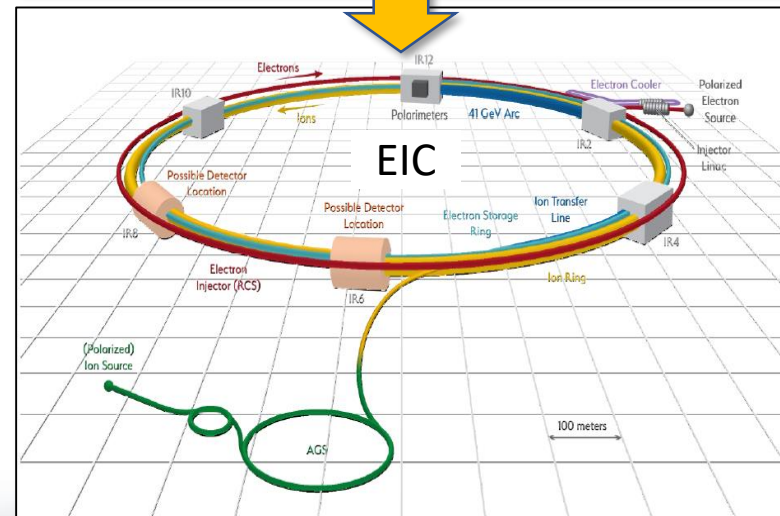 IR12
Electrons
IR10
Ions
Polarimeters
41 GeV Arc
Electron Cooler
Polarized
Electron
Source
IR2
Injector
Linac
EIC
Possible Detector
Location
Possible Detector
Location
Electron Storage
Ring
Ion Transfer
Line
IR8
IR4
Electron
Injector (RCS)
IR6
Ion Ring
(Polarized)
Ion Source
AGS
100 meters